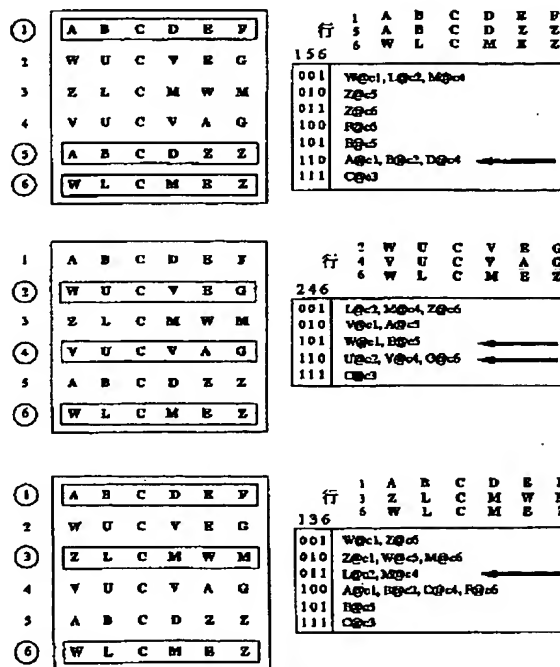 ① A B C D E F
2 W U C V E G
3 Z L C M W M
4 V U C V A G
⑤ A B C D Z Z
⑥ W L C M E Z
1 A B C D E F
行 5 A B C D Z Z
6 W L C M E Z
156
001 W@c1, L@c2, M@c4
010 Z@c5
011 Z@c6
100 F@c6
101 E@c5
110 A@c1, B@c2, D@c4
111 C@c3
1 A B C D E F
② W U C V E G
3 Z L C M W M
④ V U C V A G
5 A B C D Z Z
⑥ W L C M E Z
2 W U C V E G
行 4 V U C V A G
6 W L C M E Z
246
001 L@c2, M@c4, Z@c6
010 V@c1, A@c5
101 W@c1, E@c5
110 U@c2, V@c4, G@c6
111 C@c3
① A B C D E F
2 W U C V E G
③ Z L C M W M
4 V U C V A G
5 A B C D Z Z
⑥ W L C M E Z
1 A B C D E F
行 3 Z L C M W
6 W L C M E Z
136
001 W@c1, Z@c6
010 Z@c1, W@c5, M@c6
011 L@c2, M@c4
100 A@c1, B@c2, @c4, F@c6
101 E@c5
111 C@c3